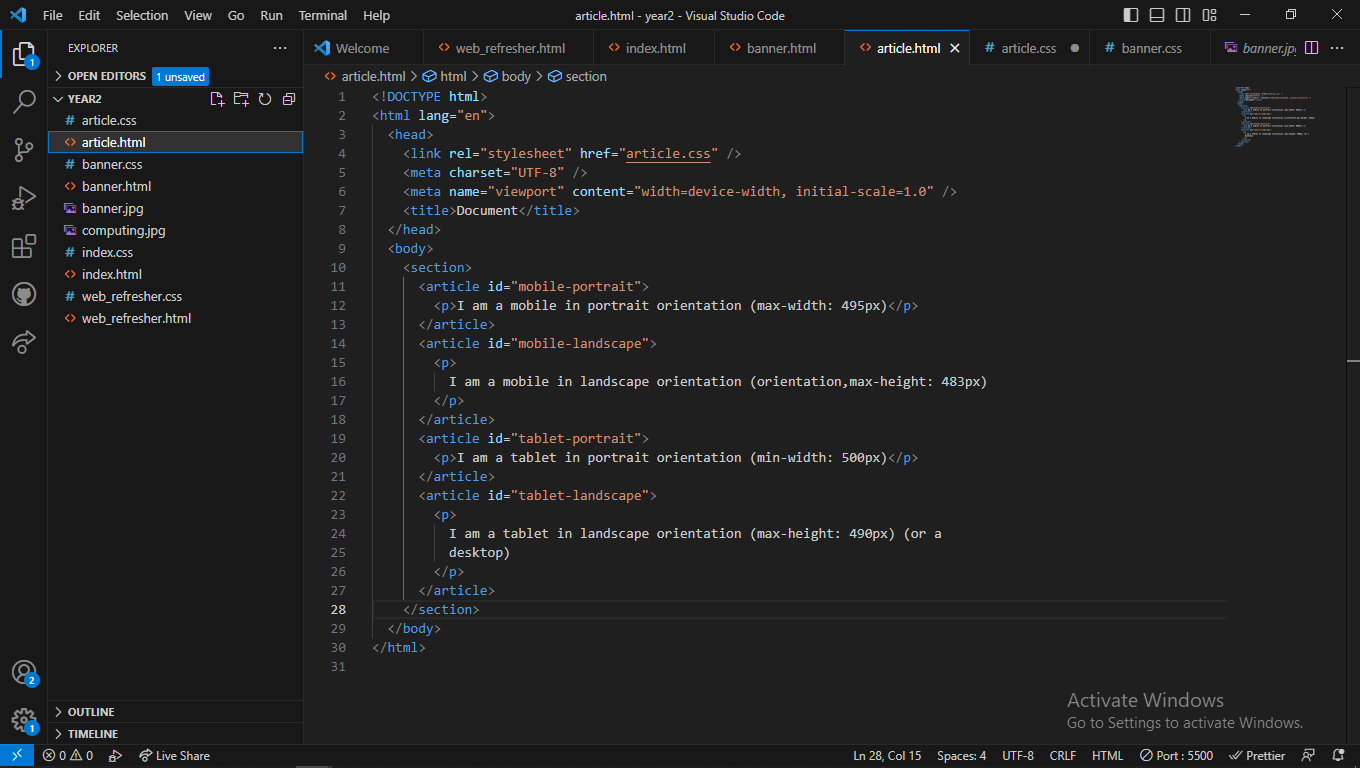 File Edit Selection View Go Run Terminal Help article.html - year2 - Visual Studio Code
EXPLORER
OPEN EDITORS 1 unsaved
YEAR2
article.css
article.html
banner.css
banner.html
banner.jpg
computing.jpg
index.css
index.html
web_refresher.css
web_refresher.html
OUTLINE
TIMELINE
1
2
1
Welcome web_refresher.html index.html banner.html article.html article.css banner.css banner.jpg
article.html > html > body > section
1 <!DOCTYPE html>
2 <html lang="en">
3 <head>
4 <link rel="stylesheet" href="article.css" />
5 <meta charset="UTF-8" />
6 <meta name="viewport" content="width=device-width, initial-scale=1.0" />
7 <title>Document</title>
8 </head>
9 <body>
10 <section>
11 <article id="mobile-portrait">
12 <p>I am a mobile in portrait orientation (max-width: 495px)</p>
13 </article>
14 <article id="mobile-landscape">
15 <p>
16 I am a mobile in landscape orientation (orientation,max-height: 483px)
17 </p>
18 </article>
19 <article id="tablet-portrait">
20 <p>I am a tablet in portrait orientation (min-width: 500px)</p>
21 </article>
22 <article id="tablet-landscape">
23 <p>
24 I am a tablet in landscape orientation (max-height: 490px) (or a
25 desktop)
26 </p>
27 </article>
28 </section>
29 </body>
30 </html>
31
Activate Windows
Go to Settings to activate Windows.
0 0 Live Share Ln 28, Col 15 Spaces: 4 UTF-8 CRLF HTML Port : 5500 Prettier